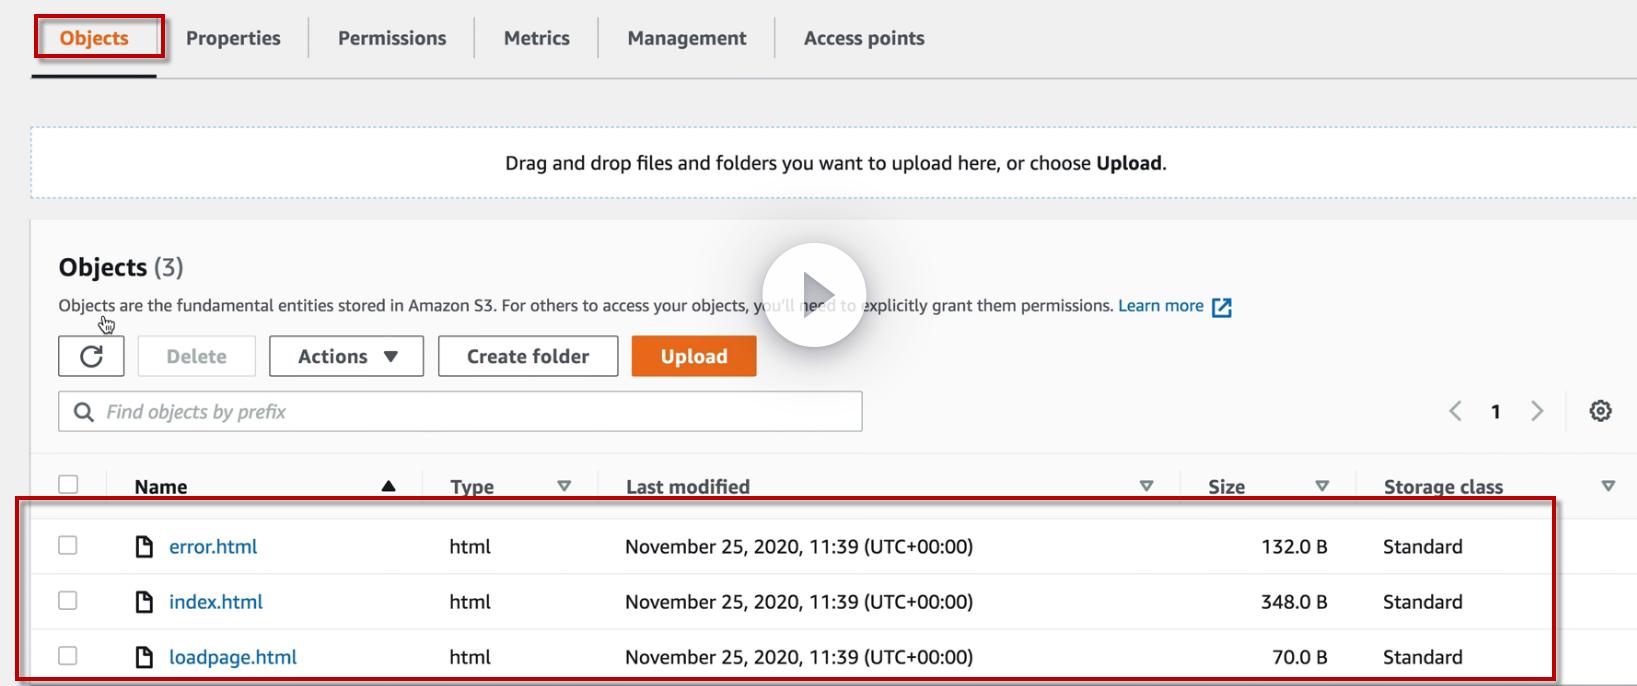 Objects Properties Permissions Metrics Management Access points
Drag and drop files and folders you want to upload here, or choose Upload.
Objects (3)
Objects are the fundamental entities stored in Amazon S3. For others to access your objects, you'll need to explicitly grant them permissions. Learn more
Delete Actions Create folder Upload
Find objects by prefix
1
Name Type Last modified Size Storage class
error.html html November 25, 2020, 11:39 (UTC+00:00) 132.0 B Standard
index.html html November 25, 2020, 11:39 (UTC+00:00) 348.0 B Standard
loadpage.html html November 25, 2020, 11:39 (UTC+00:00) 70.0 B Standard